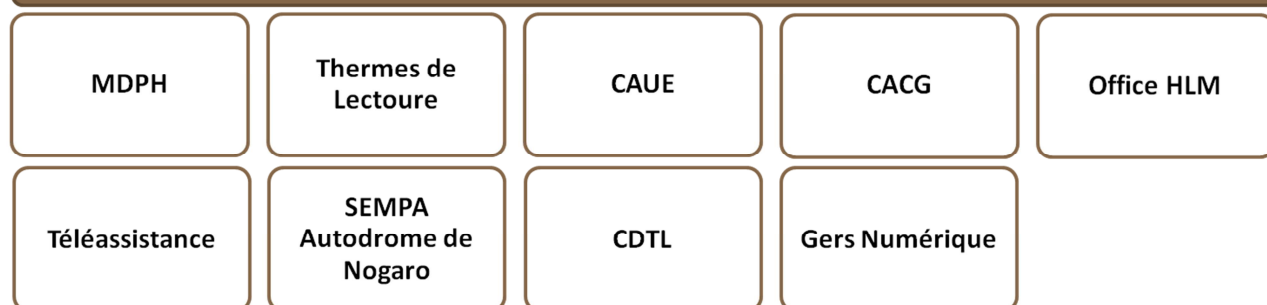 MDPH
Thermes de
Lectoure
CAUE
CACG
Office HLM
Téléassistance
SEMPA
Autodrome de
Nogaro
CDTL
Gers Numérique